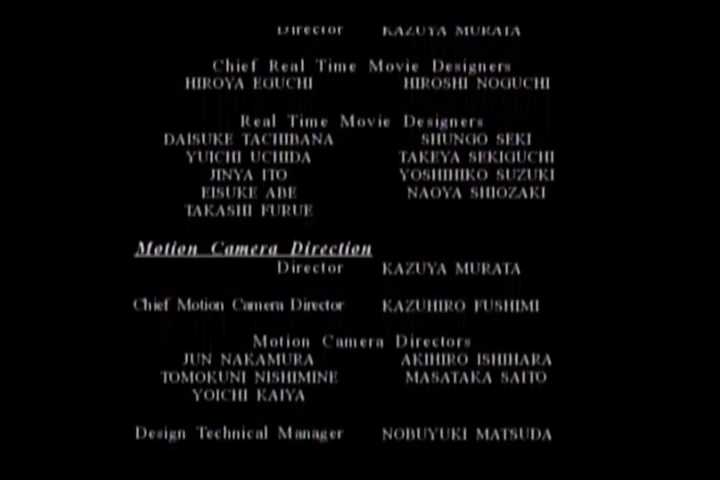 Director KAZUYA MURATA
Chief Real Time Movie Designers
HIROYA EGUCHI HIROSHI NOGUCHI
Real Time Movie Designers
DAISUKE TACHIBANA SHUNGO SEKI
YUICHI UCHIDA TAKEYA SEKIGUCHI
JINYA ITO YOSHIHIKO SUZUKI
EISUKE ABE NAOYA SHIOZAKI
TAKASHI FURUE
Motion Camera Direction
Director KAZUYA MURATA
Chief Motion Camera Director KAZUHIRO FUSHIMI
Motion Camera Directors
JUN NAKAMURA AKIHIRO ISHIHARA
TOMOKUNI NISHIMINE MASATAKA SAITO
YOICHI KAIYA
Design Technical Manager NOBUYUKI MATSUDA